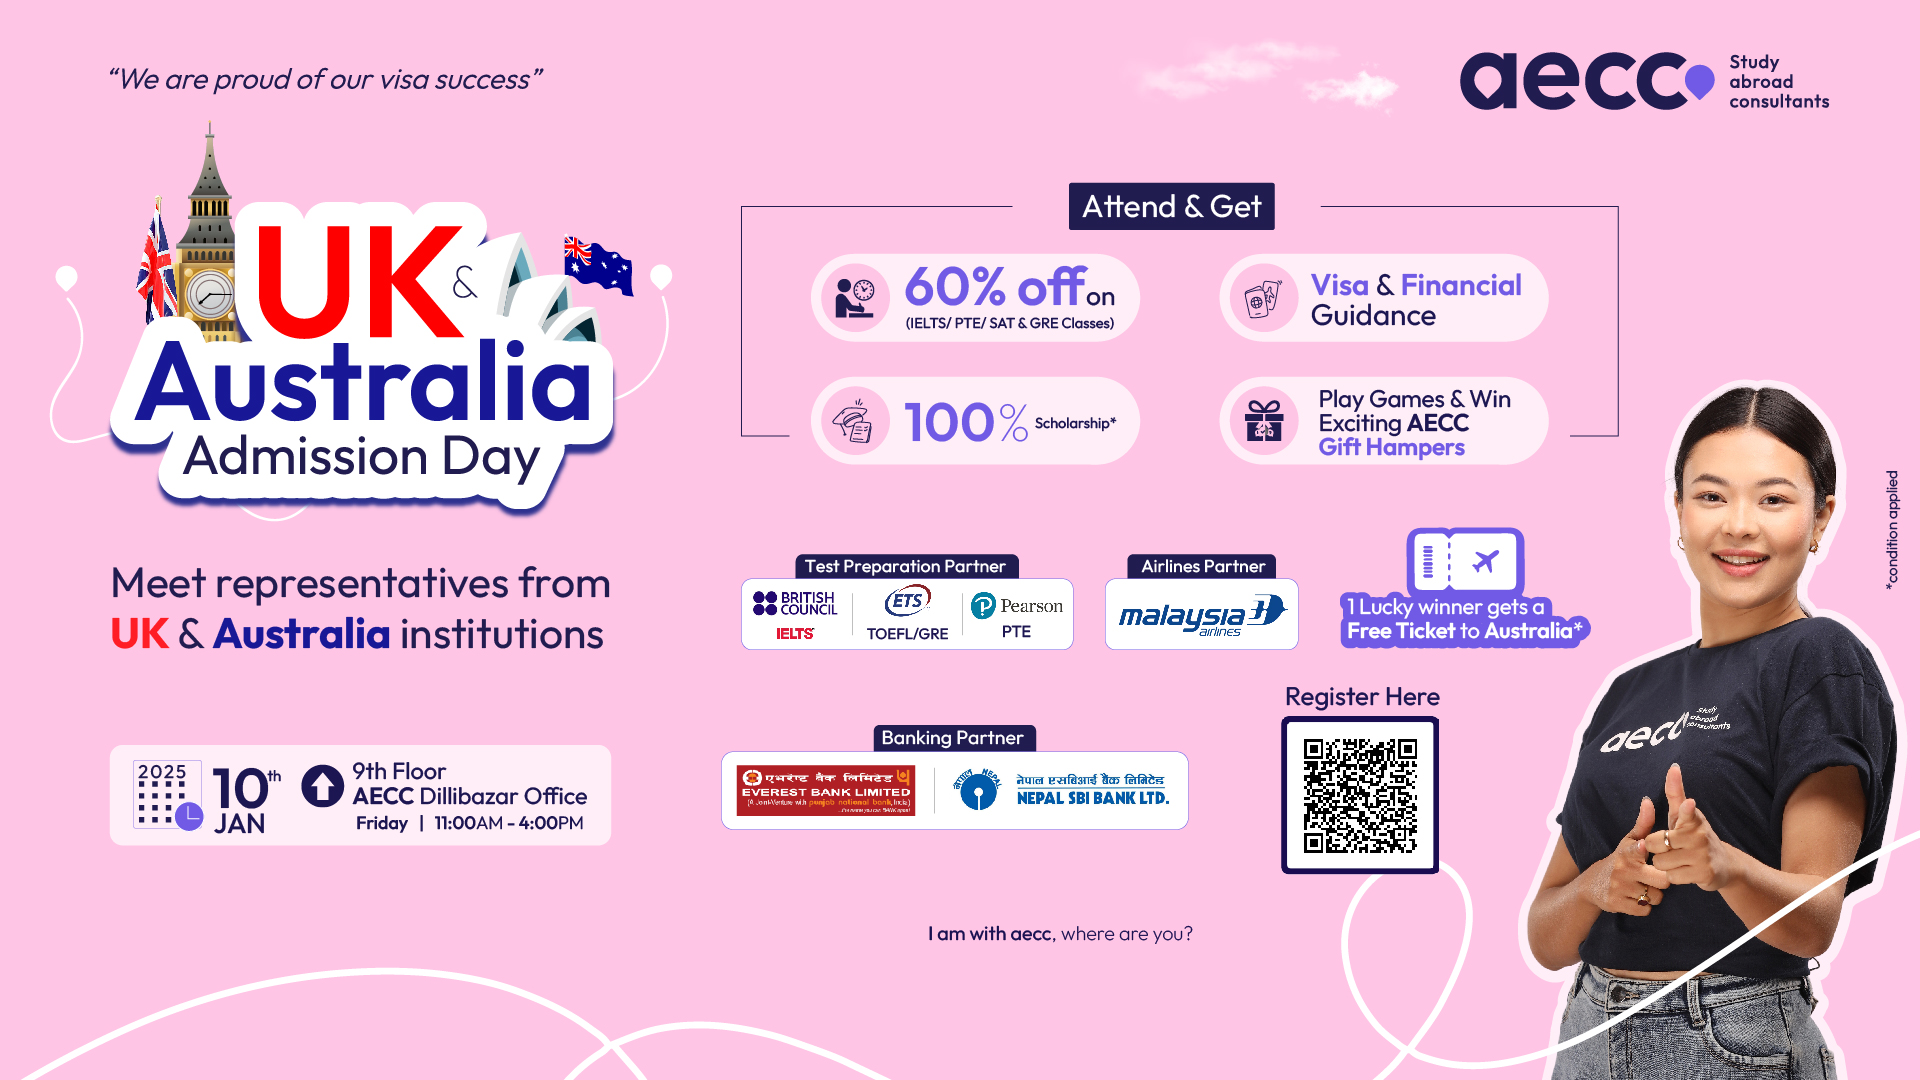 “We are proud of our visa success”
aecc
Study
abroad
consultants
UK
&
Australia
Admission Day
Meet representatives from
UK & Australia institutions
2025
10th
JAN
9th Floor
AECC Dillibazar Office
Friday | 11:00AM - 4:00PM
Attend & Get
60% off on
(IELTS/ PTE/ SAT & GRE Classes)
Visa & Financial
Guidance
100% Scholarship*
Play Games & Win
Exciting AECC
Gift Hampers
Test Preparation Partner
BRITISH
COUNCIL
IELTS
ETS
TOEFL/GRE
Pearson
PTE
Airlines Partner
malaysia
airlines
1 Lucky winner gets a
Free Ticket to Australia*
Banking Partner
एभरेष्ट बैंक लिमिटेड
EVEREST BANK LIMITED
(A Joint-Venture with punjab national bank, India)
नेपाल NEPAL
नेपाल एसबिआई बैंक लिमिटेड
NEPAL SBI BANK LTD.
Register Here
I am with aecc, where are you?
*condition applied
aecc
study
abroad
consultants